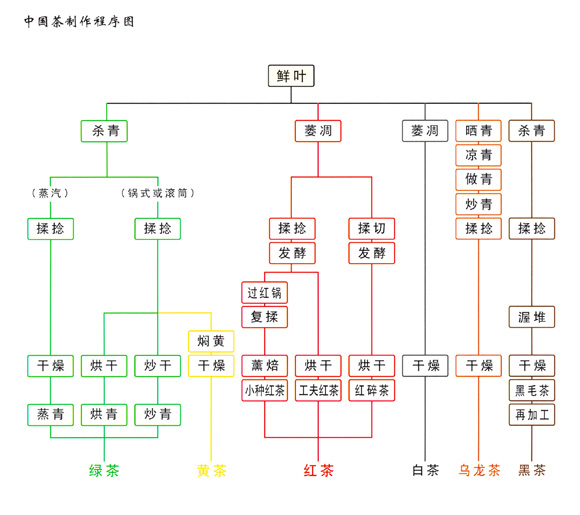 中国茶制作程序图
鲜叶
杀青 萎凋 萎凋 晒青 杀青
凉青
做青
(蒸汽) (锅式或滚筒) 炒青
揉捻 揉捻 揉捻 揉切 揉捻 揉捻
发酵 发酵
过红锅
复揉 渥堆
焖黄
干燥 烘干 炒干 干燥 薰焙 烘干 烘干 干燥 干燥 干燥
小种红茶 工夫红茶 红碎茶 黑毛茶
蒸青 烘青 炒青 再加工
绿茶 黄茶 红茶 白茶 乌龙茶 黑茶